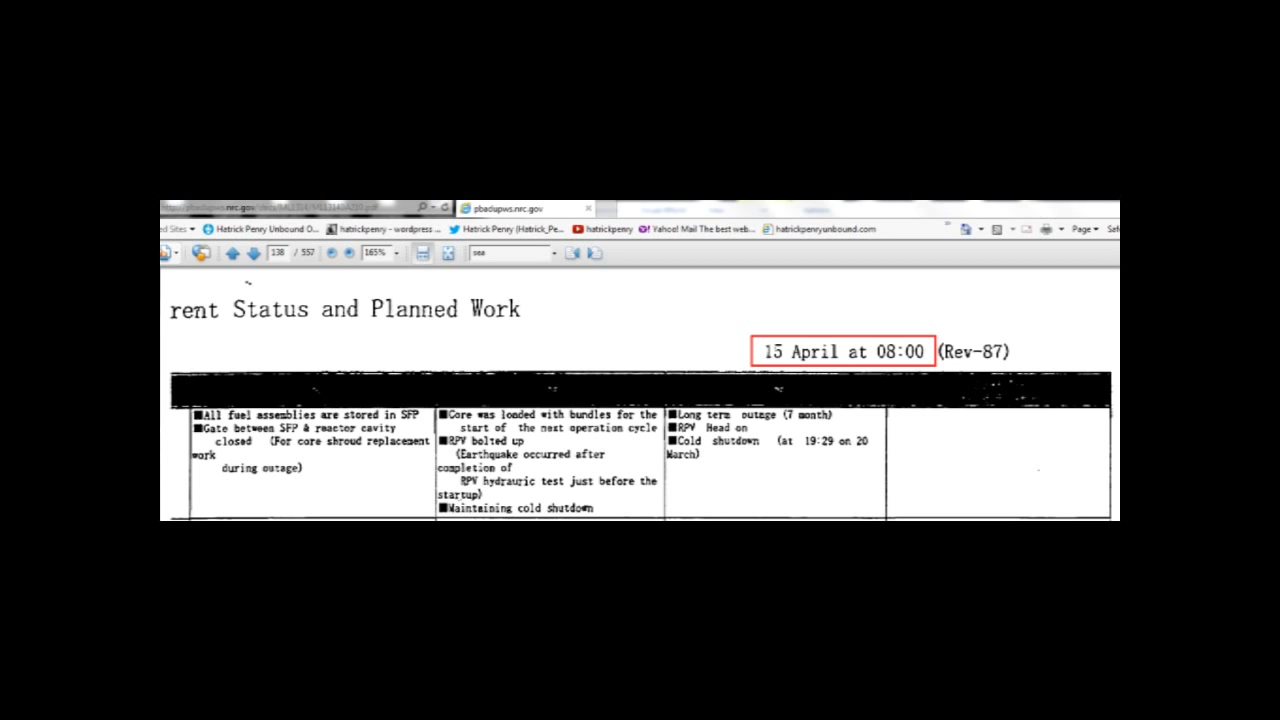 pbadupws.nrc.gov
Hatrick Penry Unbound O... hatrickpenry - wordpress ... Hatrick Penry (Hatrick_Pe... hatrickpenry Yahoo! Mail The best web... hatrickpenryunbound.com Page
138 / 557 165% sea
rent Status and Planned Work
15 April at 08:00 (Rev-87)
■All fuel assemblies are stored in SFP
■Gate between SFP & reactor cavity
closed (For core shroud replacement
work
during outage)
■Core was loaded with bundles for the
start of the next operation cycle
■RPV bolted up
(Earthquake occurred after
completion of
RPV hydrauric test just before the
startup)
■Maintaining cold shutdown
■Long term outage (7 month)
■RPV Head on
■Cold shutdown (at 19:29 on 20
March)